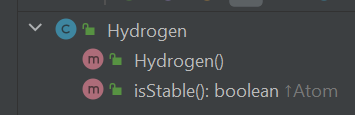 C Hydrogen
m Hydrogen()
m isStable(): boolean ↑Atom